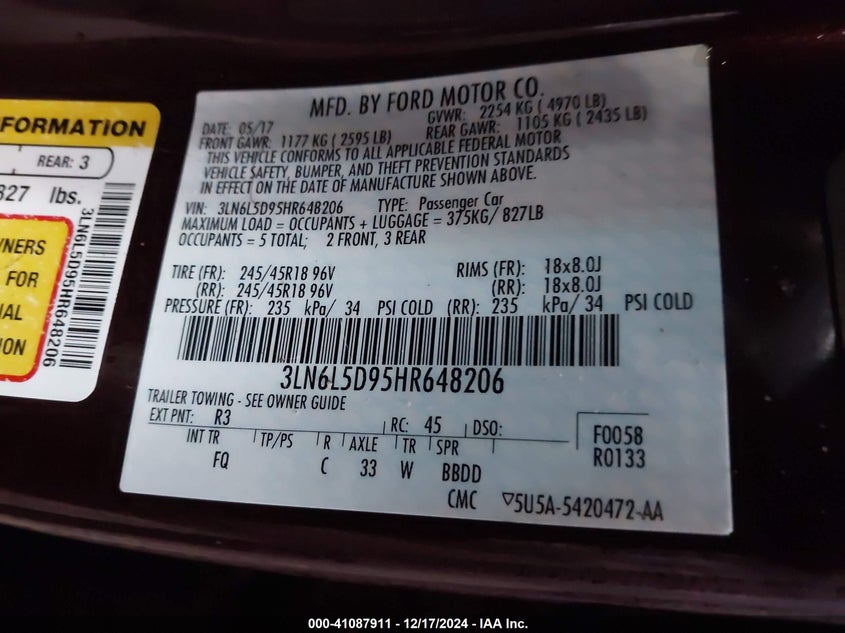 FORMATION
REAR: 3
827 lbs.
WNERS
FOR
IAL
ION
3LN6L5D95HR648206
MFD. BY FORD MOTOR CO.
DATE: 05/17 GVWR: 2254 KG ( 4970 LB)
FRONT GAWR: 1177 KG ( 2595 LB) REAR GAWR: 1105 KG ( 2435 LB)
THIS VEHICLE CONFORMS TO ALL APPLICABLE FEDERAL MOTOR
VEHICLE SAFETY, BUMPER, AND THEFT PREVENTION STANDARDS
IN EFFECT ON THE DATE OF MANUFACTURE SHOWN ABOVE.
VIN: 3LN6L5D95HR648206 TYPE: Passenger Car
MAXIMUM LOAD = OCCUPANTS + LUGGAGE = 375KG/ 827LB
OCCUPANTS = 5 TOTAL; 2 FRONT, 3 REAR
TIRE (FR): 245/45R18 96V RIMS (FR): 18x8.0J
(RR): 245/45R18 96V (RR): 18x8.0J
PRESSURE (FR): 235 kPa/ 34 PSI COLD (RR): 235 kPa/ 34 PSI COLD
3LN6L5D95HR648206
TRAILER TOWING - SEE OWNER GUIDE
EXT PNT: R3 RC: 45 DSO:
INT TR TP/PS R AXLE TR SPR
FQ C 33 W BBDD
F0058
R0133
CMC ▽5U5A-5420472-AA
000-41087911 - 12/17/2024 - IAA Inc.